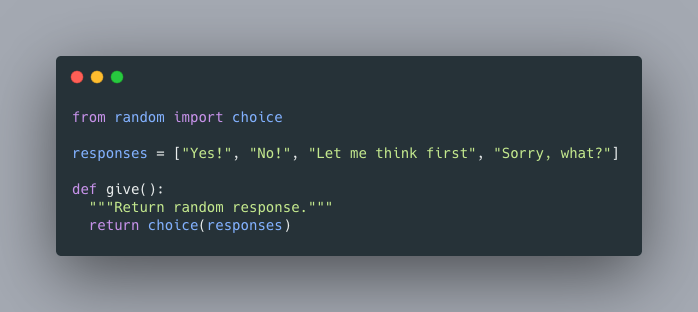 from random import choice
responses = ["Yes!", "No!", "Let me think first", "Sorry, what?"]
def give():
"""Return random response."""
return choice(responses)